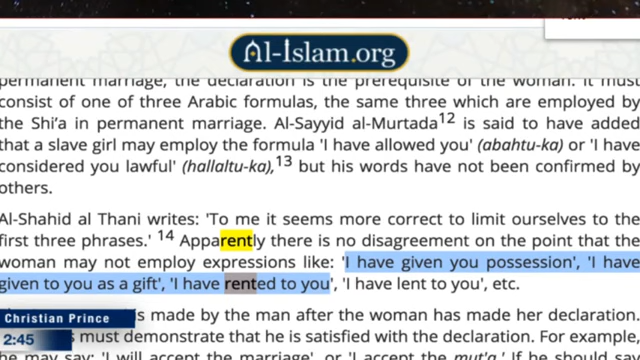 Al-Islam.org
permanent marriage, the declaration is the prerequisite of the woman. It must
consist of one of three Arabic formulas, the same three which are employed by
the Shi’a in permanent marriage. Al-Sayyid al-Murtada12 is said to have added
that a slave girl may employ the formula 'I have allowed you' (abahtu-ka) or 'I have
considered you lawful' (hallaltu-ka),13 but his words have not been confirmed by
others.
Al-Shahid al Thani writes: 'To me it seems more correct to limit ourselves to the
first three phrases.' 14 Apparently there is no disagreement on the point that the
woman may not employ expressions like: 'I have given you possession', 'I have
given to you as a gift', 'I have rented to you', 'I have lent to you', etc.
is made by the man after the woman has made her declaration.
must demonstrate that he is satisfied with the declaration. For example,
he may say: 'I will accept the marriage', or 'I accept the mut'a.' If he should say
Christian Prince
2:45